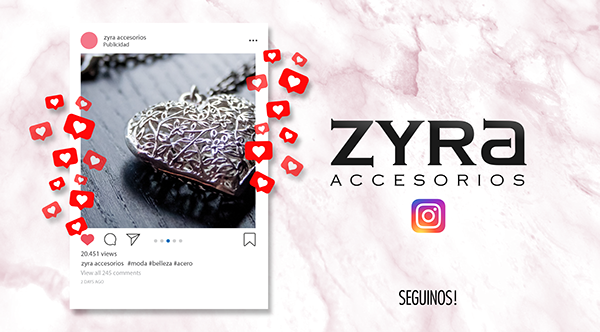 zyra accesorios
Publicidad
20.451 views
zyra accesorios #moda #belleza #acero
View all 245 comments
2 DAYS AGO
ZYRa
ACCESORIOS
SEGUINOS!